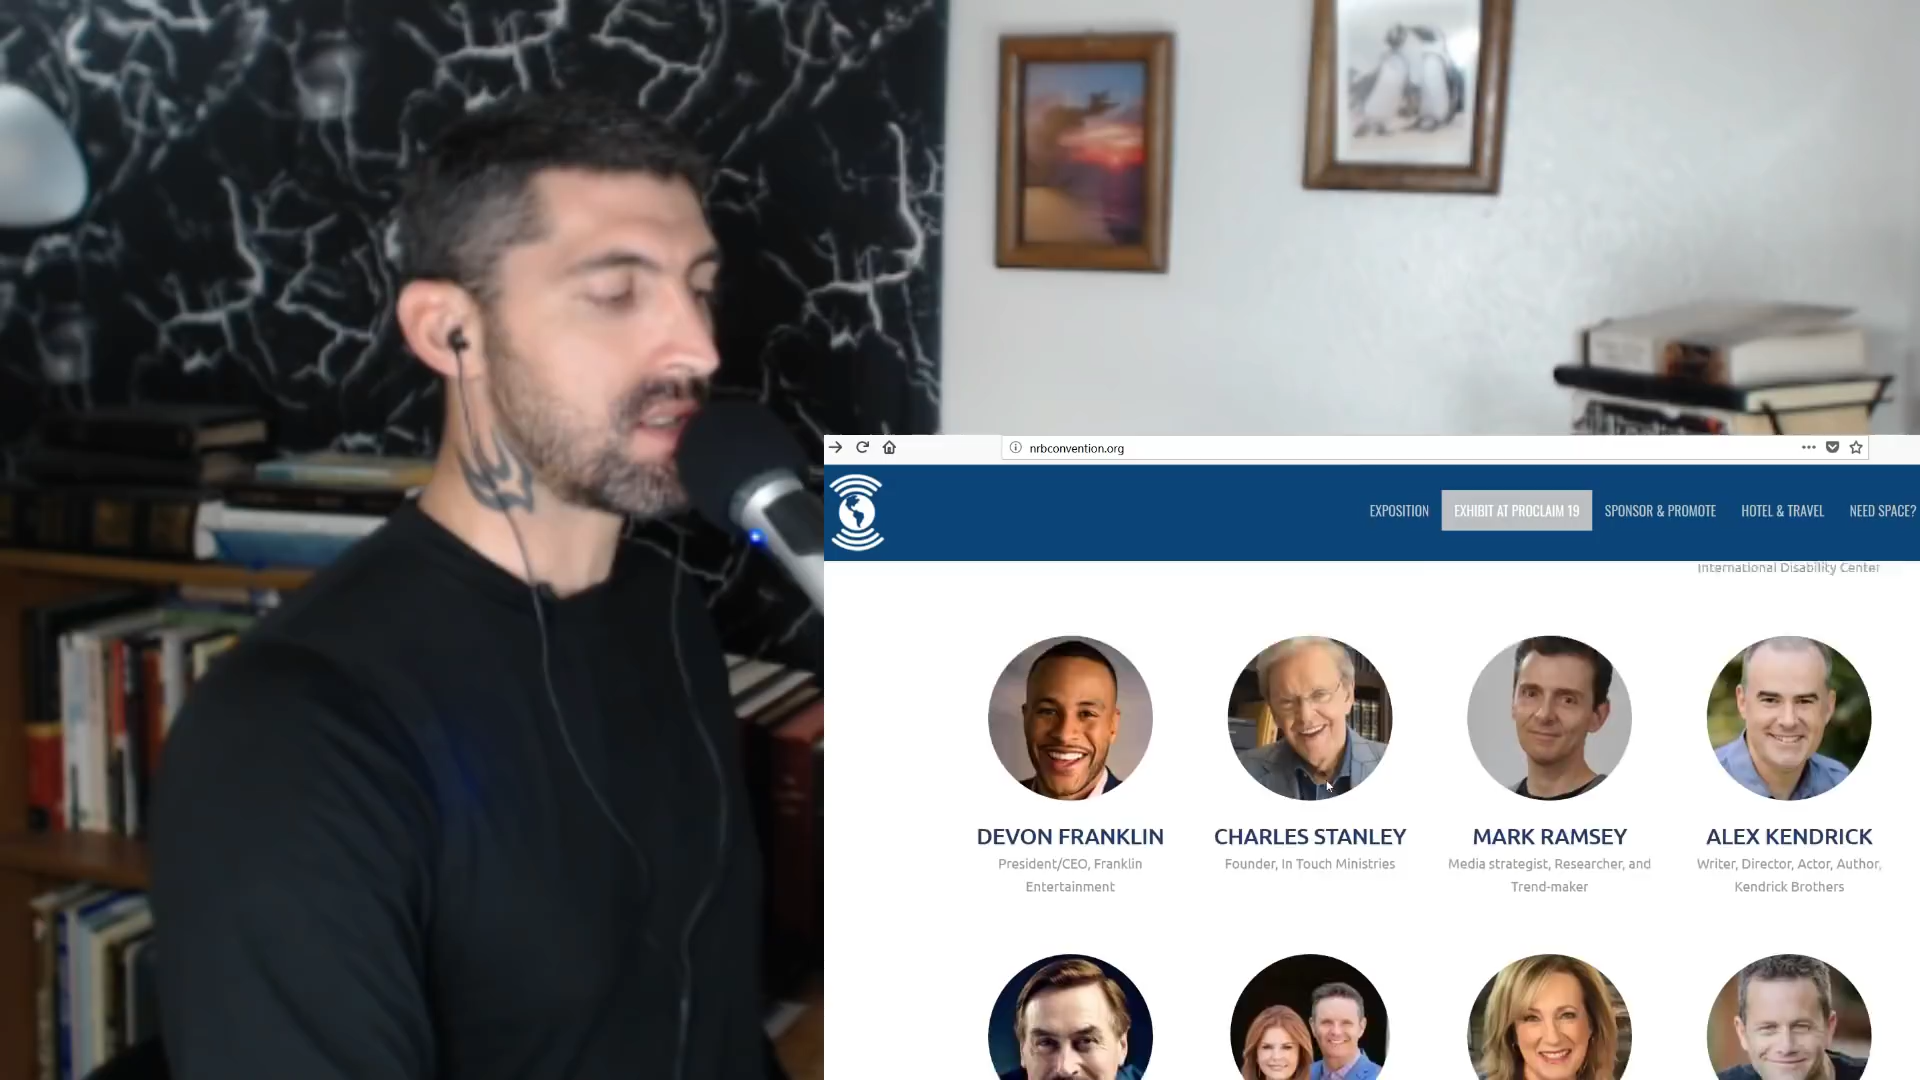 nrbconvention.org
EXPOSITION
EXHIBIT AT PROCLAIM 19
SPONSOR & PROMOTE
HOTEL & TRAVEL
NEED SPACE?
International Disability Center
DEVON FRANKLIN
President/CEO, Franklin
Entertainment
CHARLES STANLEY
Founder, In Touch Ministries
MARK RAMSEY
Media strategist, Researcher, and
Trend-maker
ALEX KENDRICK
Writer, Director, Actor, Author,
Kendrick Brothers